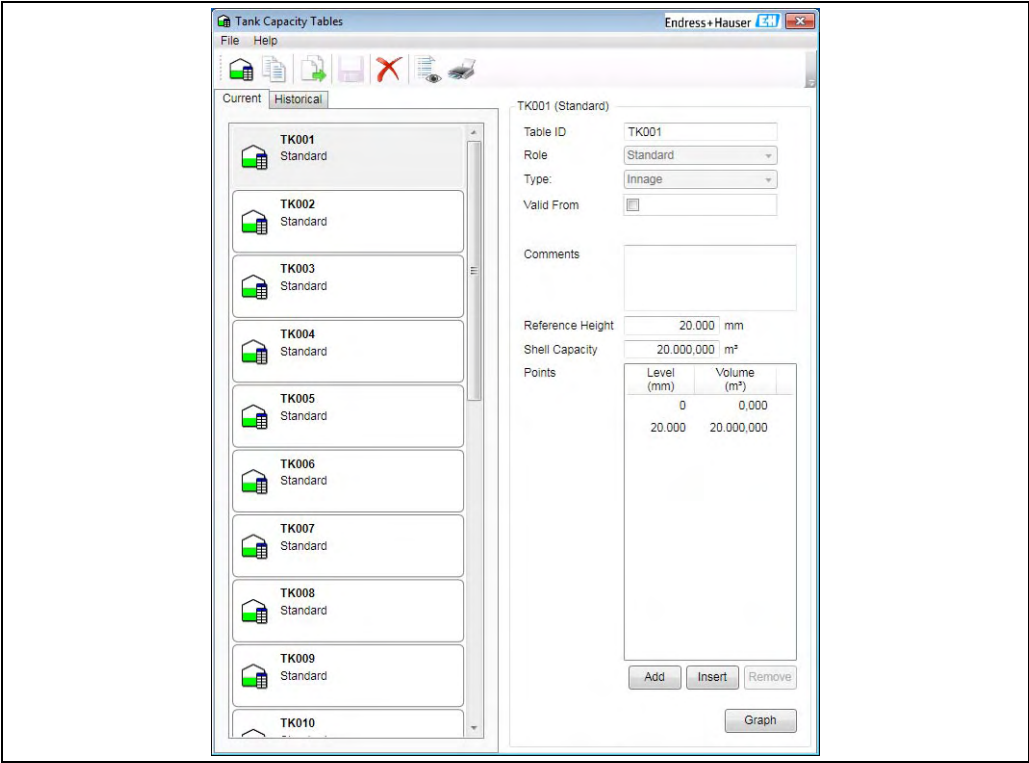 Tank Capacity Tables
Endress+Hauser EH
File Help
Current Historical
TK001
Standard
TK002
Standard
TK003
Standard
TK004
Standard
TK005
Standard
TK006
Standard
TK007
Standard
TK008
Standard
TK009
Standard
TK010
TK001 (Standard)
Table ID TK001
Role Standard
Type: Innage
Valid From
Comments
Reference Height 20.000 mm
Shell Capacity 20.000,000 m³
Points Level Volume
(mm) (m³)
0 0,000
20.000 20.000,000
Add Insert Remove
Graph